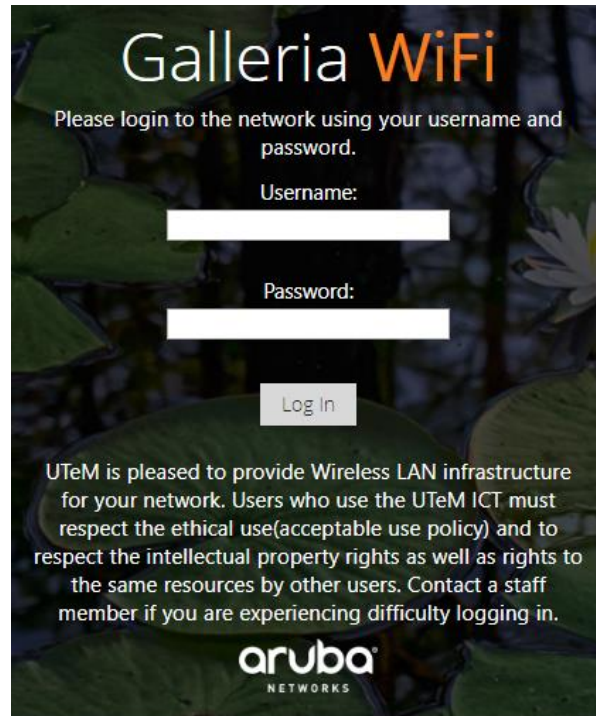 Galleria WiFi
Please login to the network using your username and
password.
Username:
Password:
Log In
UTeM is pleased to provide Wireless LAN infrastructure
for your network. Users who use the UTeM ICT must
respect the ethical use(acceptable use policy) and to
respect the intellectual property rights as well as rights to
the same resources by other users. Contact a staff
member if you are experiencing difficulty logging in.
aruba
NETWORKS